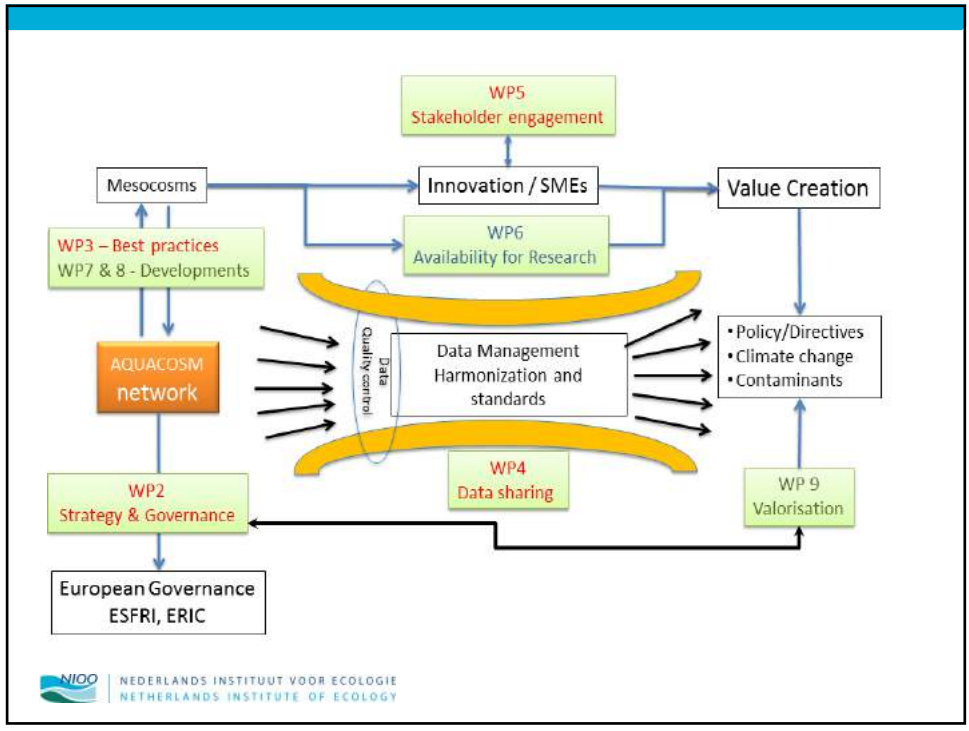 WP5
Stakeholder engagement
Mesocosms
Innovation / SMEs
Value Creation
WP3 – Best practices
WP7 & 8 - Developments
WP6
Availability for Research
AQUACOSM
network
Data
Quality control
Data Management
Harmonization and
standards
• Policy/Directives
• Climate change
• Contaminants
WP2
Strategy & Governance
WP4
Data sharing
WP 9
Valorisation
European Governance
ESFRI, ERIC
NIOO
NEDERLANDS INSTITUUT VOOR ECOLOGIE
NETHERLANDS INSTITUTE OF ECOLOGY